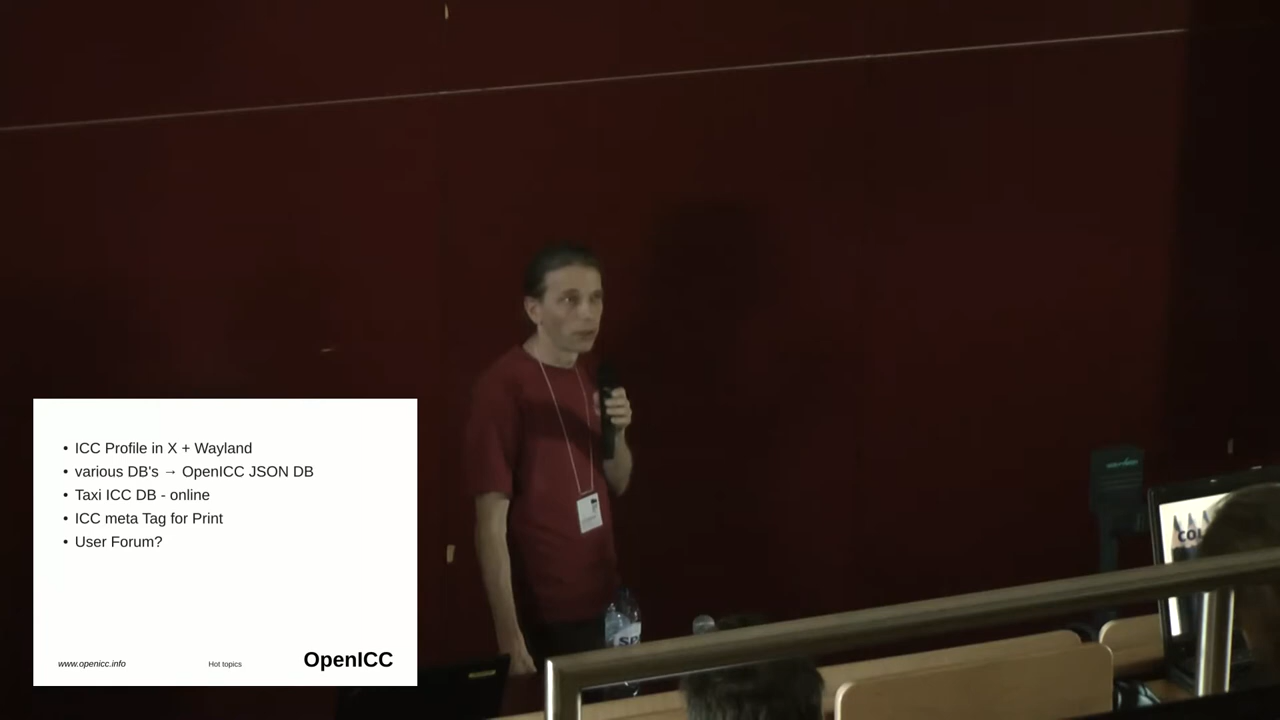 • ICC Profile in X + Wayland
• various DB's → OpenICC JSON DB
• Taxi ICC DB - online
• ICC meta Tag for Print
• User Forum?
www.openicc.info
Hot topics
OpenICC